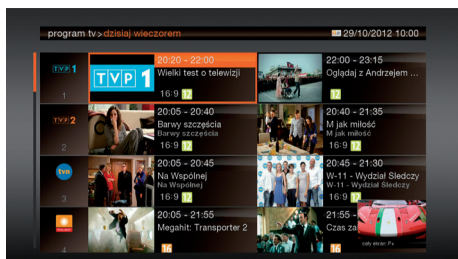 program tv > dzisiaj wieczorem
29/10/2012 10:00
TVP 1
1
TVP 1
20:20 - 22:00
Wielki test o telewizji
16:9 12
22:00 - 23:15
Oglądaj z Andrzejem ...
12
TVP 2
2
20:05 - 20:40
Barwy szczęścia
Barwy szczęścia
16:9 12
20:40 - 21:35
M jak miłość
M jak miłość
16:9 12
tvn
3
20:05 - 20:45
Na Wspólnej
Na Wspólnej
16:9 12
20:45 - 21:30
W-11 - Wydział Śledczy
W-11 - Wydział Śledczy
16:9
4
20:05 - 21:55
Megahit: Transporter 2
16
21:55 -
Czas za
cały ekran: P+